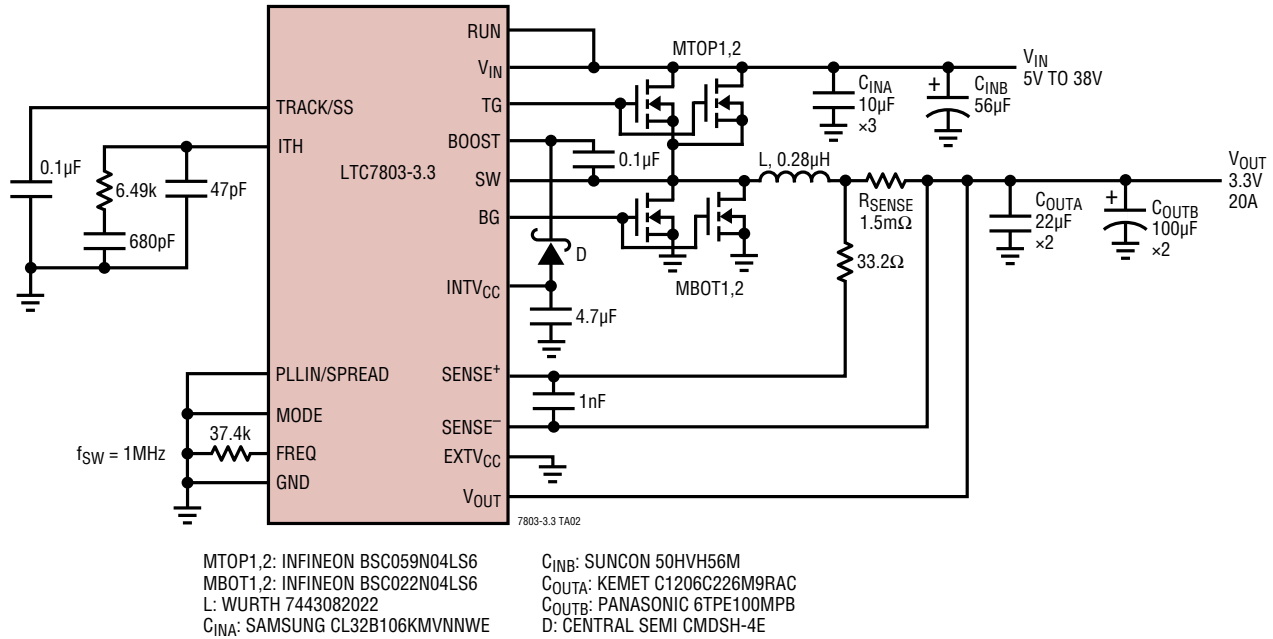 RUN
MTOP1,2
VIN
VIN
5V TO 38V
TG
CINA
10µF
×3
+
CINB
56µF
TRACK/SS
BOOST
0.1µF
ITH
LTC7803-3.3
SW
L, 0.28µH
VOUT
3.3V
20A
0.1µF
6.49k
47pF
RSENSE
1.5mΩ
COUTA
22µF
×2
+
COUTB
100µF
×2
BG
680pF
D
33.2Ω
MBOT1,2
INTVCC
4.7µF
PLLIN/SPREAD
SENSE+
1nF
MODE
SENSE–
37.4k
fSW = 1MHz
FREQ
EXTVCC
GND
VOUT
7803-3.3 TA02
MTOP1,2: INFINEON BSC059N04LS6
MBOT1,2: INFINEON BSC022N04LS6
L: WURTH 7443082022
CINA: SAMSUNG CL32B106KMVNNWE
CINB: SUNCON 50HVH56M
COUTA: KEMET C1206C226M9RAC
COUTB: PANASONIC 6TPE100MPB
D: CENTRAL SEMI CMDSH-4E